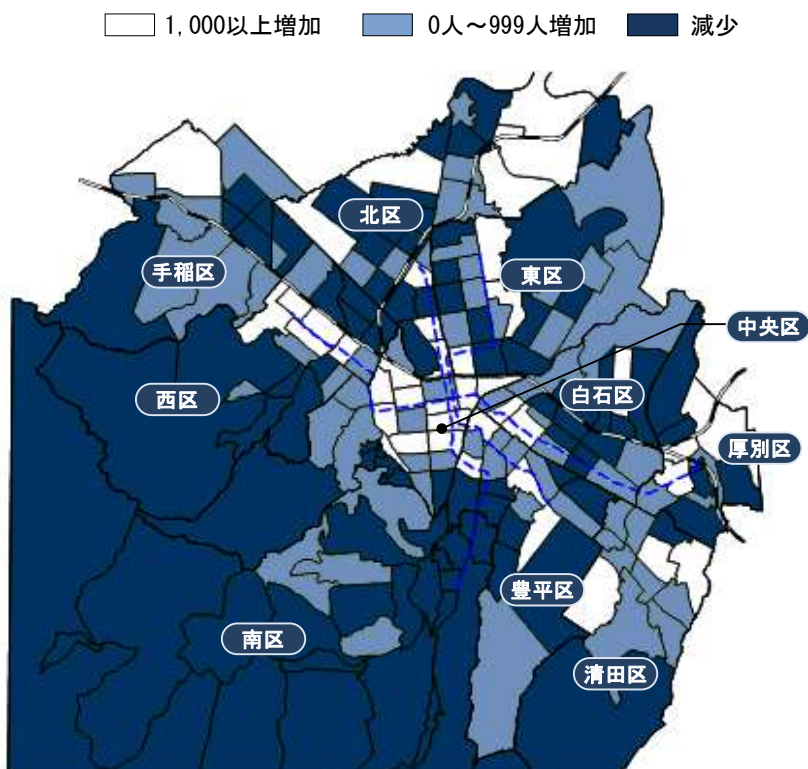 1,000以上増加 0人～999人増加 減少
北区
手稲区
東区
中央区
西区
白石区
厚別区
豊平区
南区
清田区